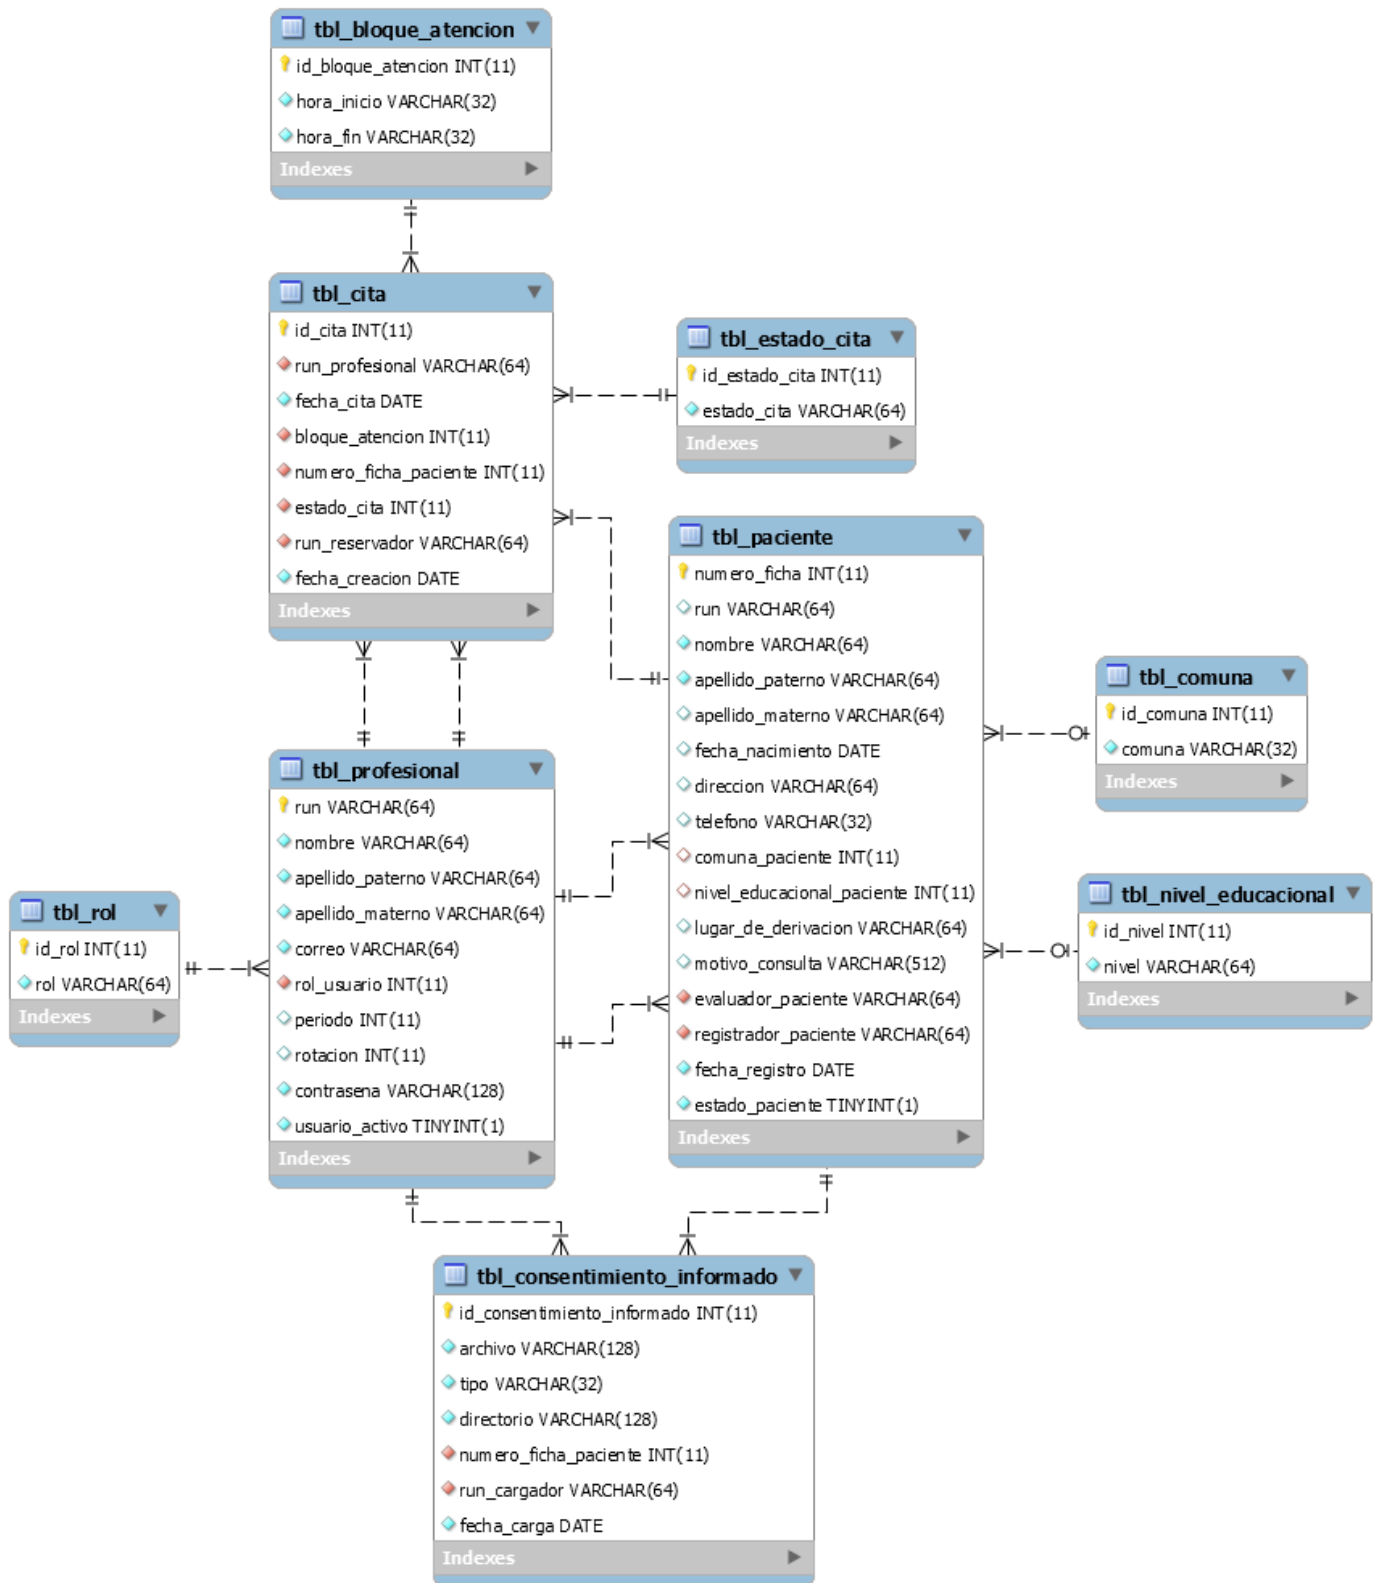 tbl_bloque_atencion
id_bloque_atencion INT(11)
hora_inicio VARCHAR(32)
hora_fin VARCHAR(32)
Indexes
tbl_cita
id_cita INT(11)
run_profesional VARCHAR(64)
fecha_cita DATE
bloque_atencion INT(11)
numero_ficha_paciente INT(11)
estado_cita INT(11)
run_reservador VARCHAR(64)
fecha_creacion DATE
Indexes
tbl_estado_cita
id_estado_cita INT(11)
estado_cita VARCHAR(64)
Indexes
tbl_paciente
numero_ficha INT(11)
run VARCHAR(64)
nombre VARCHAR(64)
apellido_paterno VARCHAR(64)
apellido_materno VARCHAR(64)
fecha_nacimiento DATE
direccion VARCHAR(64)
telefono VARCHAR(32)
comuna_paciente INT(11)
nivel_educacional_paciente INT(11)
lugar_de_derivacion VARCHAR(64)
motivo_consulta VARCHAR(512)
evaluador_paciente VARCHAR(64)
registrador_paciente VARCHAR(64)
fecha_registro DATE
estado_paciente TINYINT(1)
Indexes
tbl_comuna
id_comuna INT(11)
comuna VARCHAR(32)
Indexes
tbl_profesional
run VARCHAR(64)
nombre VARCHAR(64)
apellido_paterno VARCHAR(64)
apellido_materno VARCHAR(64)
correo VARCHAR(64)
rol_usuario INT(11)
periodo INT(11)
rotacion INT(11)
contrasena VARCHAR(128)
usuario_activo TINYINT(1)
Indexes
tbl_rol
id_rol INT(11)
rol VARCHAR(64)
Indexes
tbl_nivel_educacional
id_nivel INT(11)
nivel VARCHAR(64)
Indexes
tbl_consentimiento_informado
id_consentimiento_informado INT(11)
archivo VARCHAR(128)
tipo VARCHAR(32)
directorio VARCHAR(128)
numero_ficha_paciente INT(11)
run_cargador VARCHAR(64)
fecha_carga DATE
Indexes